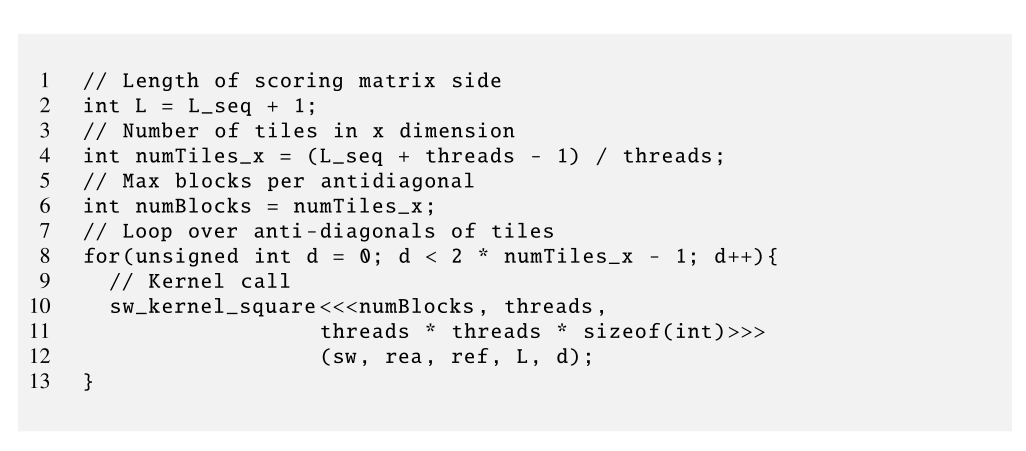 1 // Length of scoring matrix side
2 int L = L_seq + 1;
3 // Number of tiles in x dimension
4 int numTiles_x = (L_seq + threads - 1) / threads;
5 // Max blocks per antidiagonal
6 int numBlocks = numTiles_x;
7 // Loop over anti-diagonals of tiles
8 for(unsigned int d = 0; d < 2 * numTiles_x - 1; d++){
9 // Kernel call
10 sw_kernel_square<<<numBlocks, threads,
11 threads * threads * sizeof(int)>>>
12 (sw, rea, ref, L, d);
13 }